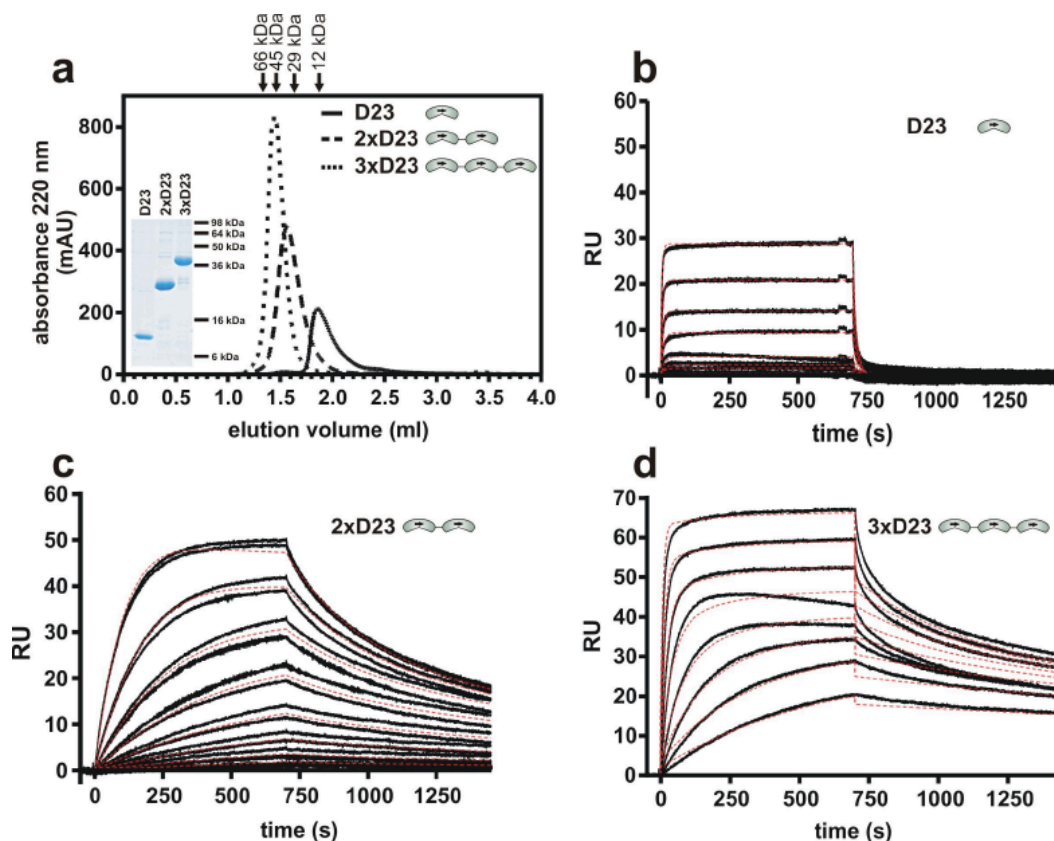 66 kDa
45 kDa
29 kDa
12 kDa
a
absorbance 220 nm
(mAU)
800
600
400
200
0
D23
2xD23
3xD23
D23
2xD23
3xD23
98 kDa
64 kDa
50 kDa
36 kDa
16 kDa
6 kDa
0.0 0.5 1.0 1.5 2.0 2.5 3.0 3.5 4.0
elution volume (ml)
b
D23
RU
60
50
40
30
20
10
0
0 250 500 750 1000 1250
time (s)
c
2xD23
RU
60
50
40
30
20
10
0
0 250 500 750 1000 1250
time (s)
d
3xD23
RU
70
60
50
40
30
20
10
0
0 250 500 750 1000 1250
time (s)